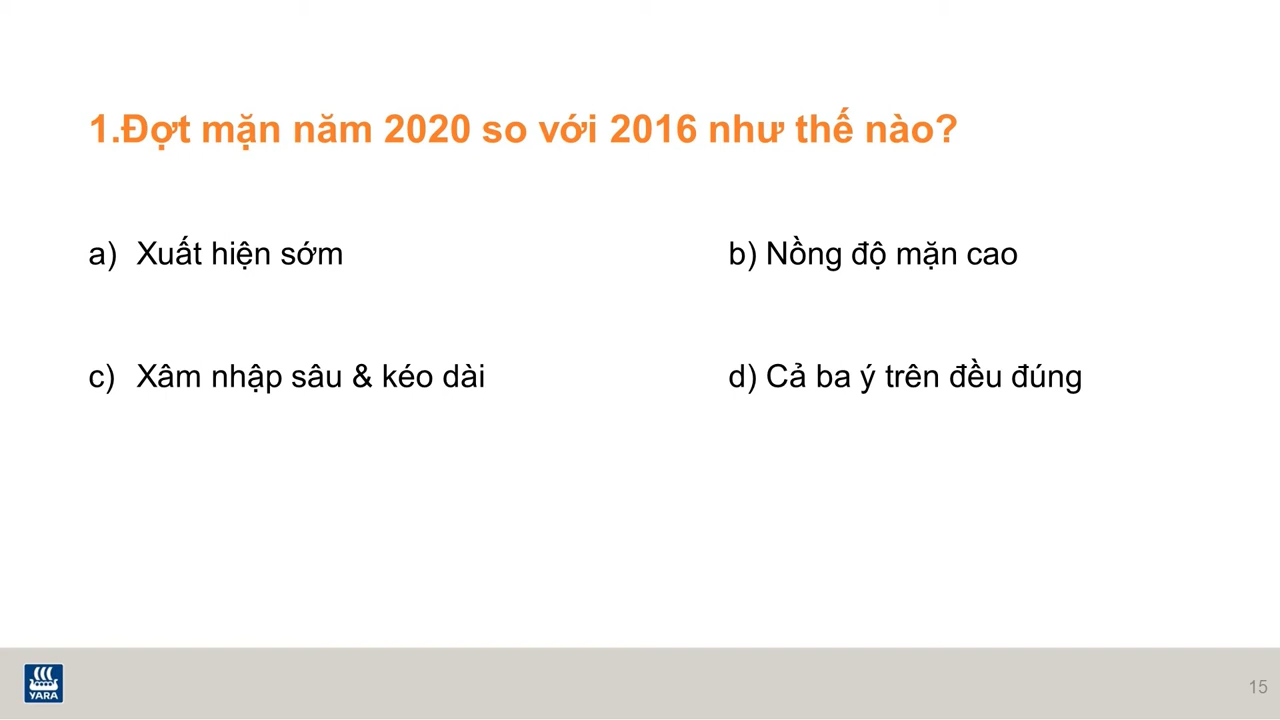 1.Đợt mặn năm 2020 so với 2016 như thế nào?
a) Xuất hiện sớm
b) Nồng độ mặn cao
c) Xâm nhập sâu & kéo dài
d) Cả ba ý trên đều đúng
YARA
15